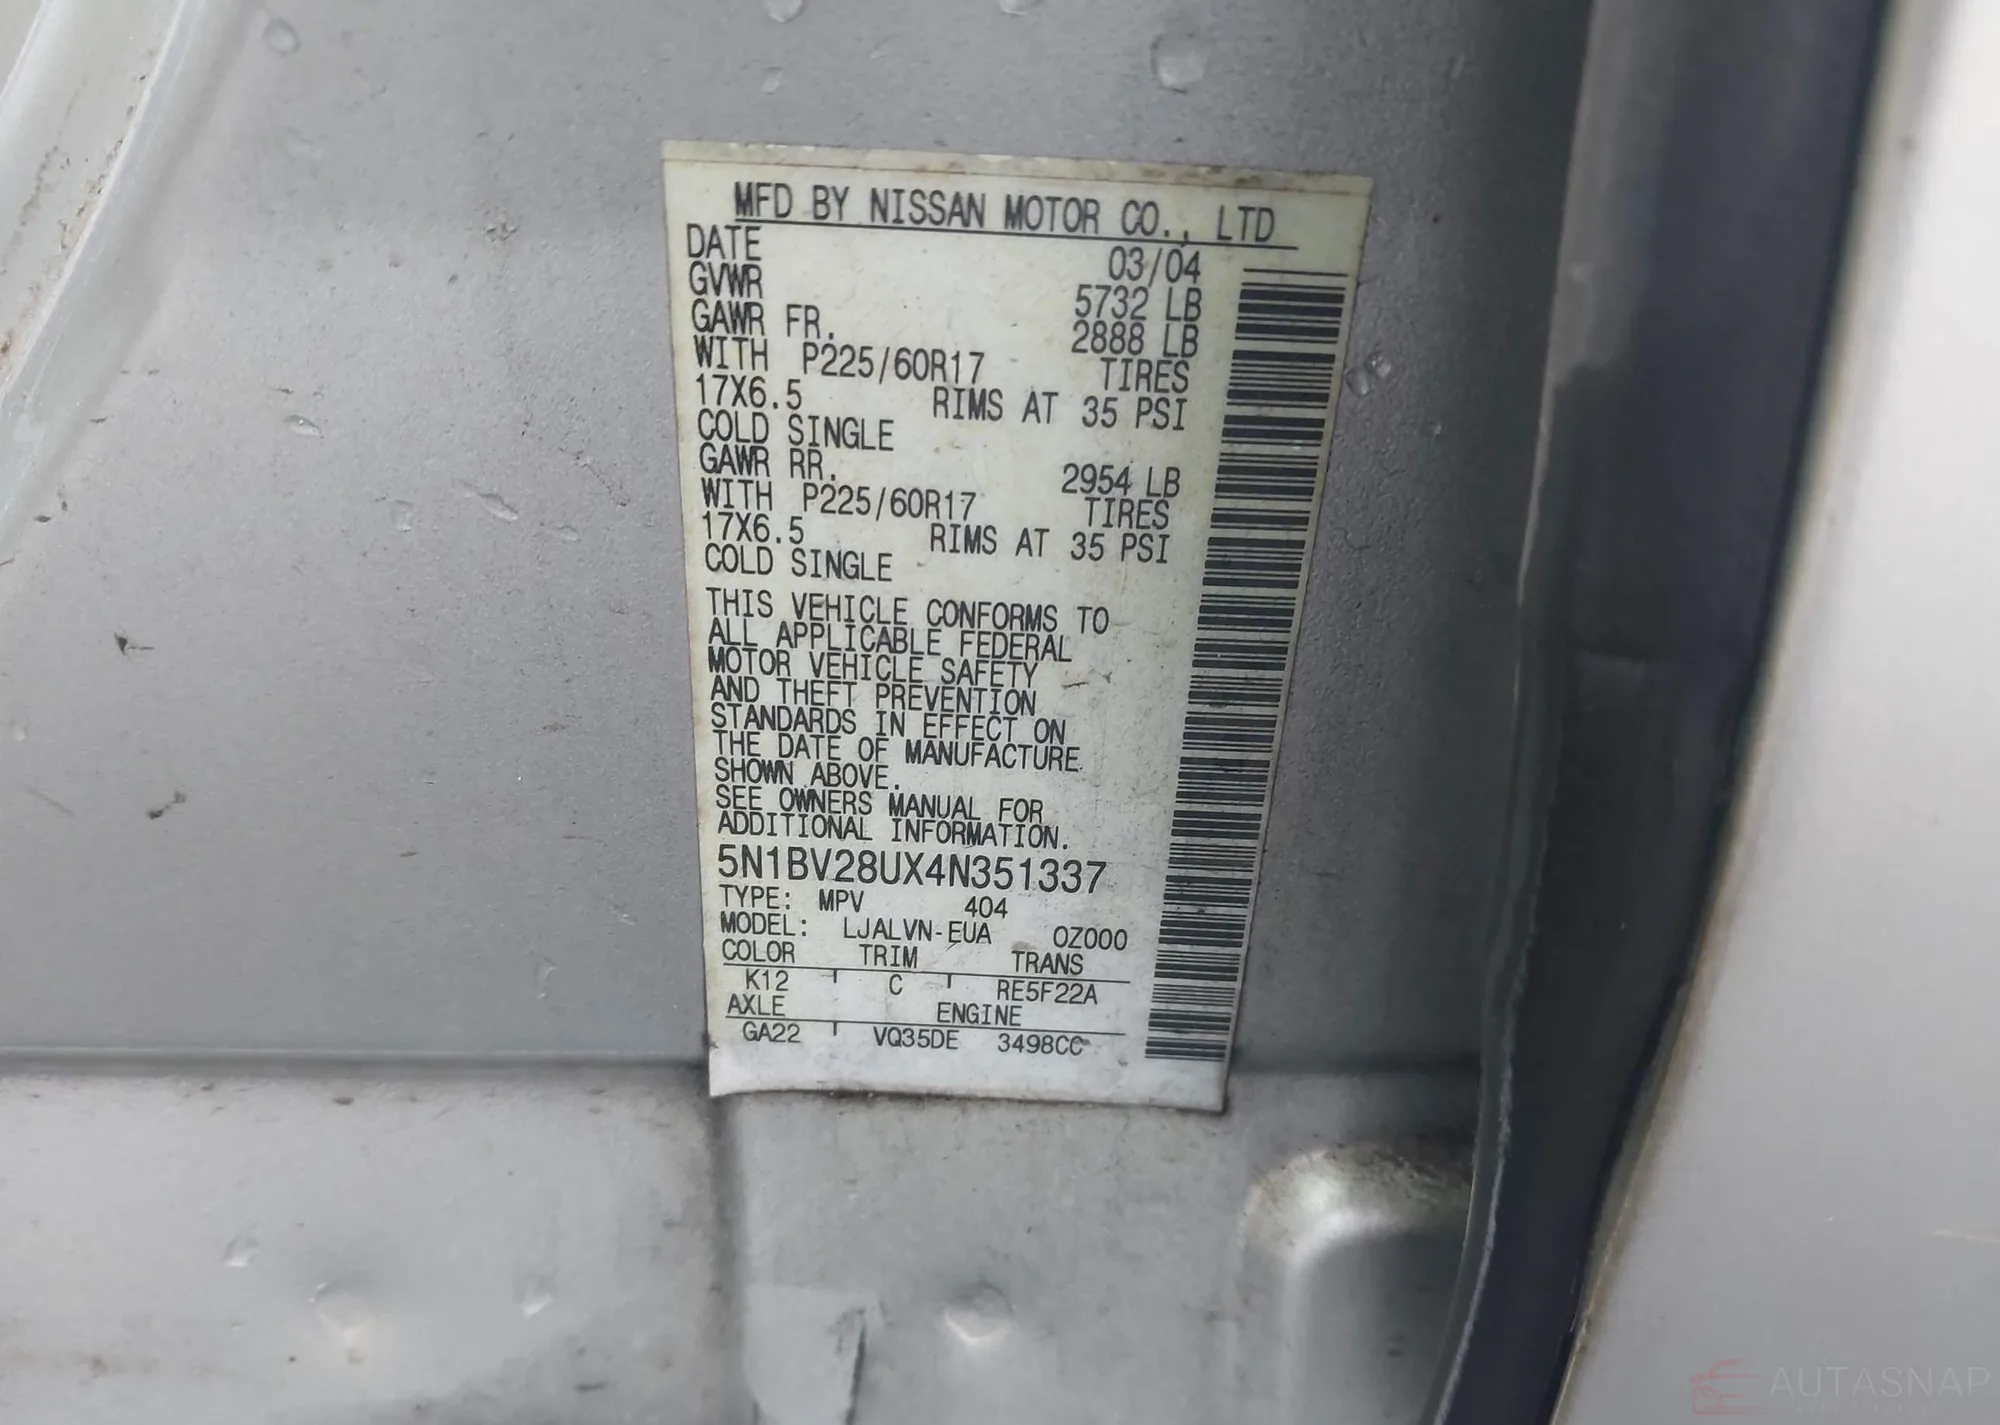 MFD BY NISSAN MOTOR CO., LTD
DATE 03/04
GVWR 5732 LB
GAWR FR. 2888 LB
WITH P225/60R17 TIRES
17X6.5 RIMS AT 35 PSI
COLD SINGLE
GAWR RR. 2954 LB
WITH P225/60R17 TIRES
17X6.5 RIMS AT 35 PSI
COLD SINGLE
THIS VEHICLE CONFORMS TO
ALL APPLICABLE FEDERAL
MOTOR VEHICLE SAFETY
AND THEFT PREVENTION
STANDARDS IN EFFECT ON
THE DATE OF MANUFACTURE
SHOWN ABOVE.
SEE OWNERS MANUAL FOR
ADDITIONAL INFORMATION.
5N1BV28UX4N351337
TYPE: MPV 404
MODEL: LJALVN-EUA OZ000
COLOR TRIM TRANS
K12 C RE5F22A
AXLE ENGINE
GA22 VQ35DE 3498CC
AUTASNAP